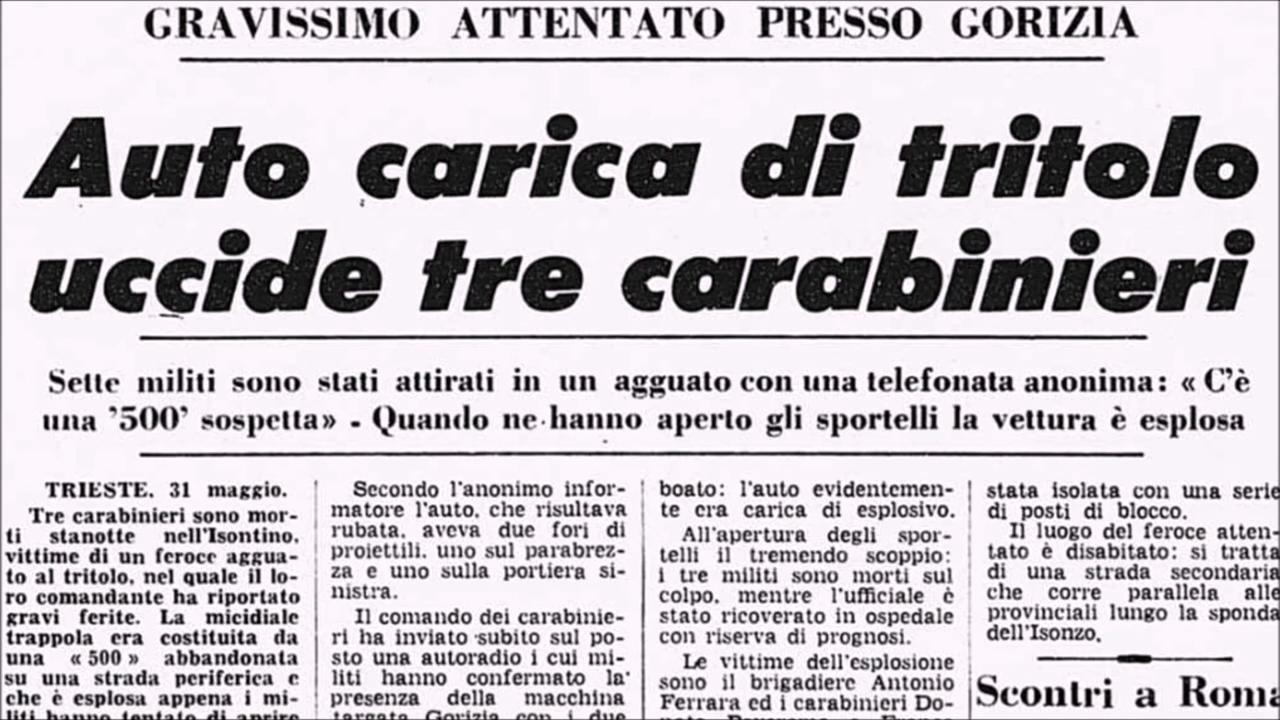 GRAVISSIMO ATTENTATO PRESSO GORIZIA
Auto carica di tritolo
uccide tre carabinieri
Sette militi sono stati attirati in un agguato con una telefonata anonima: « C'è
una '500' sospetta» - Quando ne hanno aperto gli sportelli la vettura è esplosa
TRIESTE, 31 maggio.
Tre carabinieri sono mor-
ti stanotte nell'Isontino,
vittime di un feroce aggua-
to al tritolo, nel quale il lo-
ro comandante ha riportato
gravi ferite. La micidiale
trappola era costituita da
una « 500 » abbandonata
su una strada periferica e
che è esplosa appena i mi-
liti hanno tentato di aprire
Secondo l'anonimo infor-
matore l'auto, che risultava
rubata, aveva due fori di
proiettili, uno sul parabrez-
za e uno sulla portiera si-
nistra.
Il comando dei carabinie-
ri ha inviato subito sul po-
sto una autoradio i cui mi-
liti hanno confermato la
presenza della macchina
targata Gorizia con i due
boato: l'auto evidentemen-
te era carica di esplosivo.
All'apertura degli spor-
telli il tremendo scoppio:
i tre militi sono morti sul
colpo, mentre l'ufficiale è
stato ricoverato in ospedale
con riserva di prognosi.
Le vittime dell'esplosione
sono il brigadiere Antonio
Ferrara ed i carabinieri Do-
stata isolata con una serie
di posti di blocco.
Il luogo del feroce atten-
tato è disabitato: si tratta
di una strada secondaria
che corre parallela alle
provinciali lungo la sponda
dell'Isonzo.
Scontri a Roma